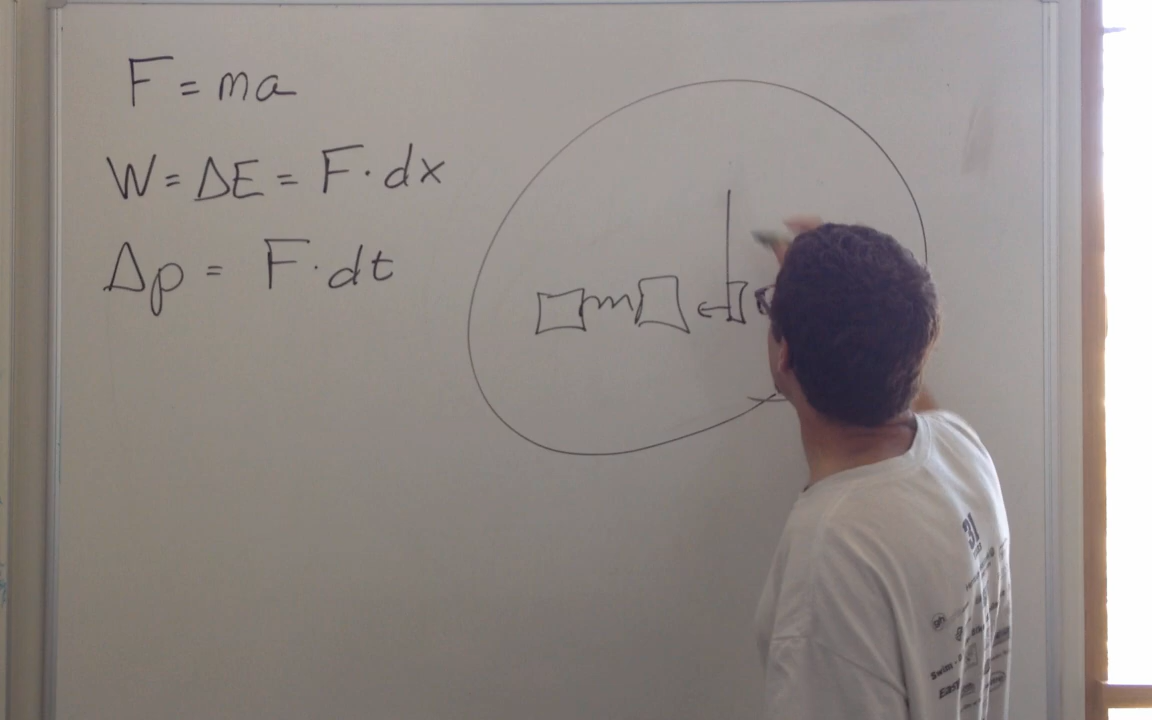 F = ma
W = ΔE = F · dx
Δp = F · dt